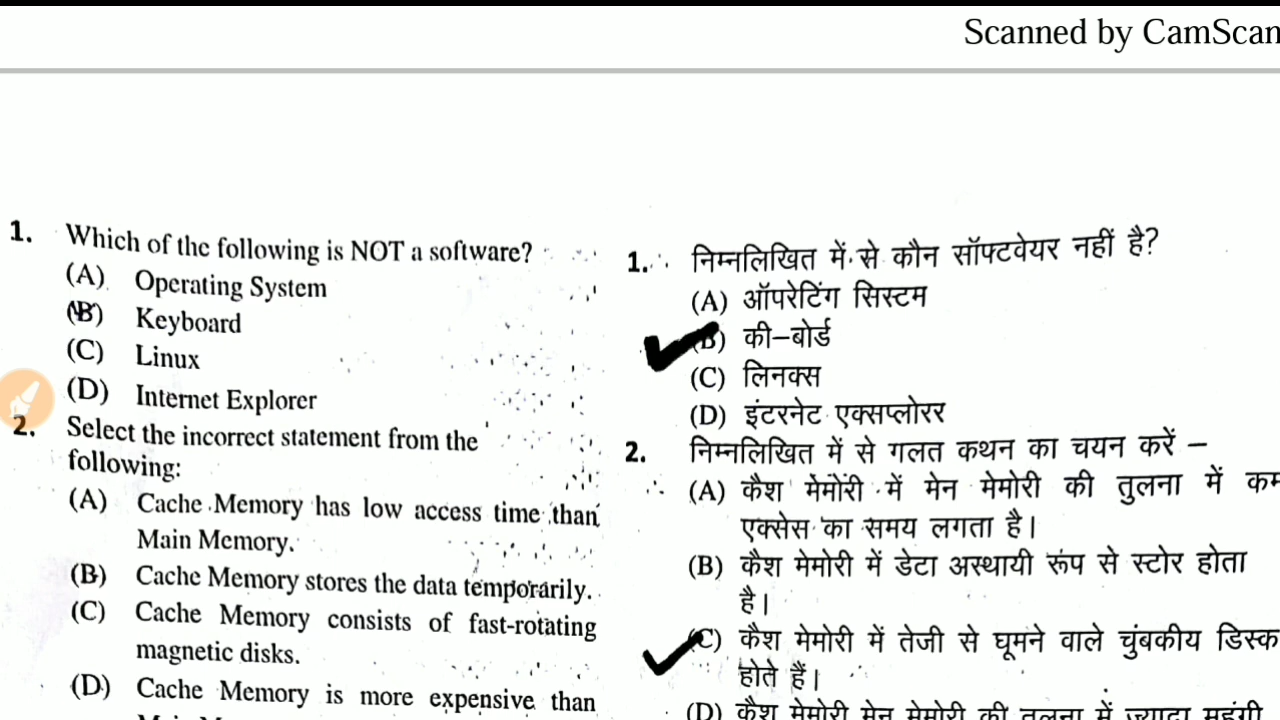 Scanned by CamScan
1. Which of the following is NOT a software?
(A) Operating System
(B) Keyboard
(C) Linux
(D) Internet Explorer
2. Select the incorrect statement from the
following:
(A) Cache Memory has low access time than
Main Memory.
(B) Cache Memory stores the data temporarily.
(C) Cache Memory consists of fast-rotating
magnetic disks.
(D) Cache Memory is more expensive than
1. निम्नलिखित में से कौन सॉफ्टवेयर नहीं है?
(A) ऑपरेटिंग सिस्टम
(B) की–बोर्ड
(C) लिनक्स
(D) इंटरनेट एक्सप्लोरर
2. निम्नलिखित में से गलत कथन का चयन करें –
(A) कैश मेमोरी में मेन मेमोरी की तुलना में कम
एक्सेस का समय लगता है।
(B) कैश मेमोरी में डेटा अस्थायी रूप से स्टोर होता
है।
(C) कैश मेमोरी में तेजी से घूमने वाले चुंबकीय डिस्क
होते हैं।
(D) कैश मेमोरी मेन मेमोरी की तुलना में ज्यादा महंगी